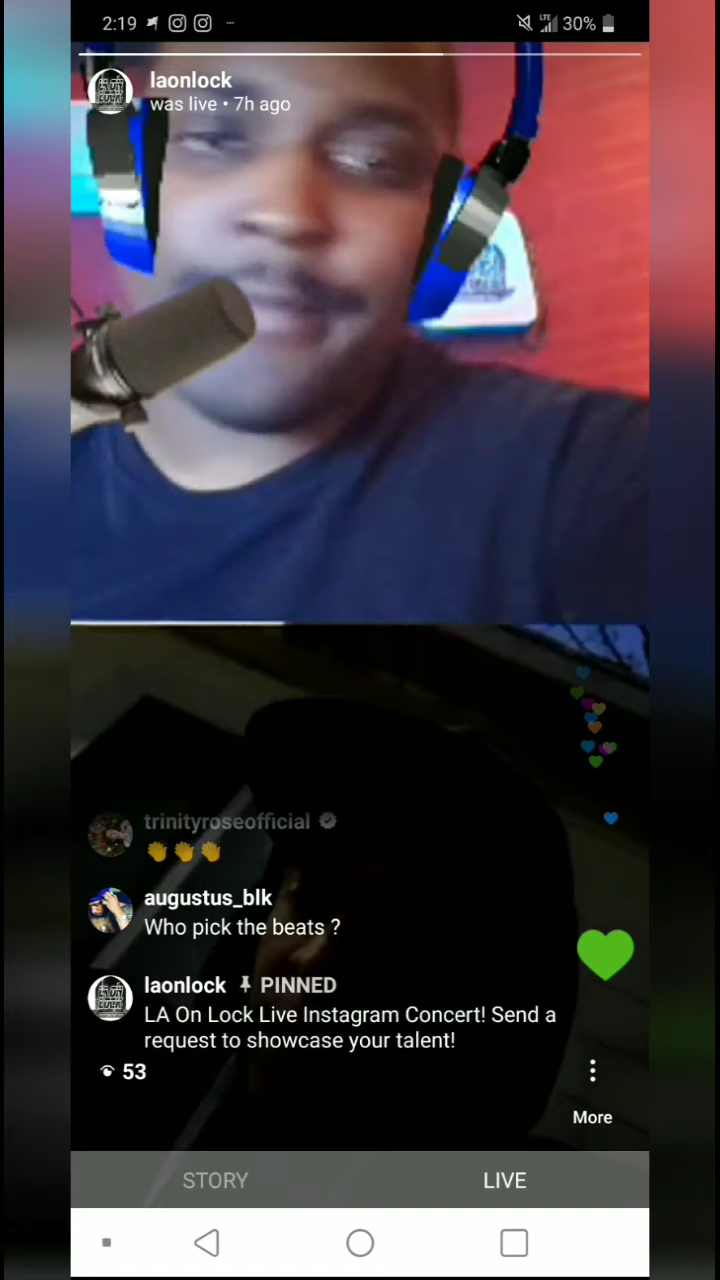 2:19
LTE
30%
laonlock
was live • 7h ago
trinityroseofficial
👏👏👏
augustus_blk
Who pick the beats ?
laonlock PINNED
LA On Lock Live Instagram Concert! Send a
request to showcase your talent!
53
More
STORY
LIVE